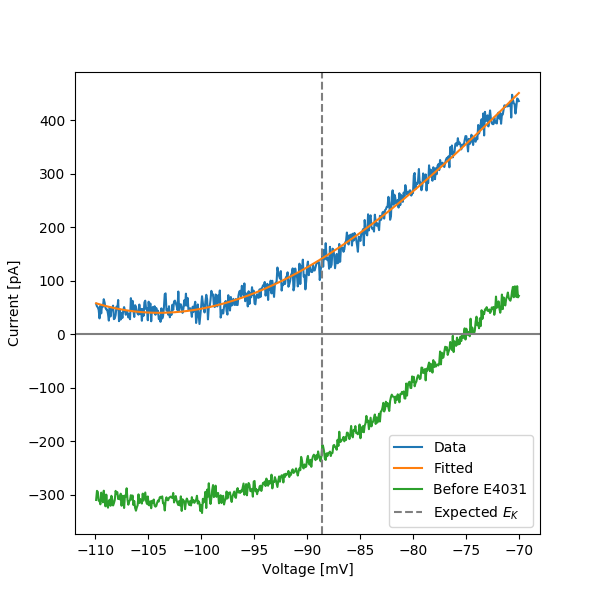 400
300
200
100
0
−100
−200
−300
Current [pA]
Data
Fitted
Before E4031
Expected E_K
−110 −105 −100 −95 −90 −85 −80 −75 −70
Voltage [mV]